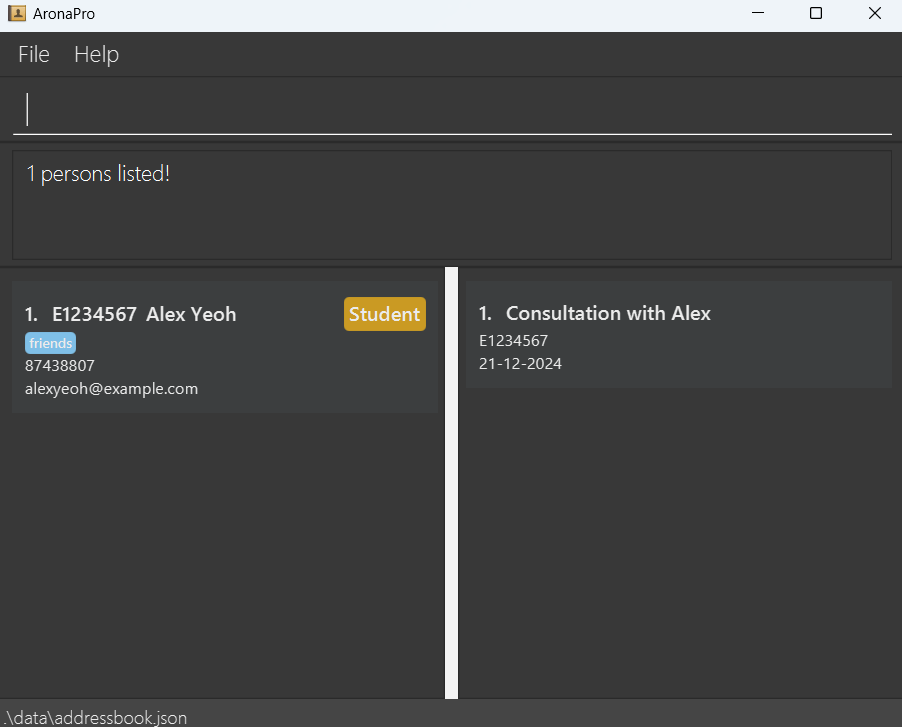 AronaPro
File Help
1 persons listed!
1. E1234567 Alex Yeoh Student
friends
87438807
alexyeoh@example.com
1. Consultation with Alex
E1234567
21-12-2024
.\data\addressbook.json